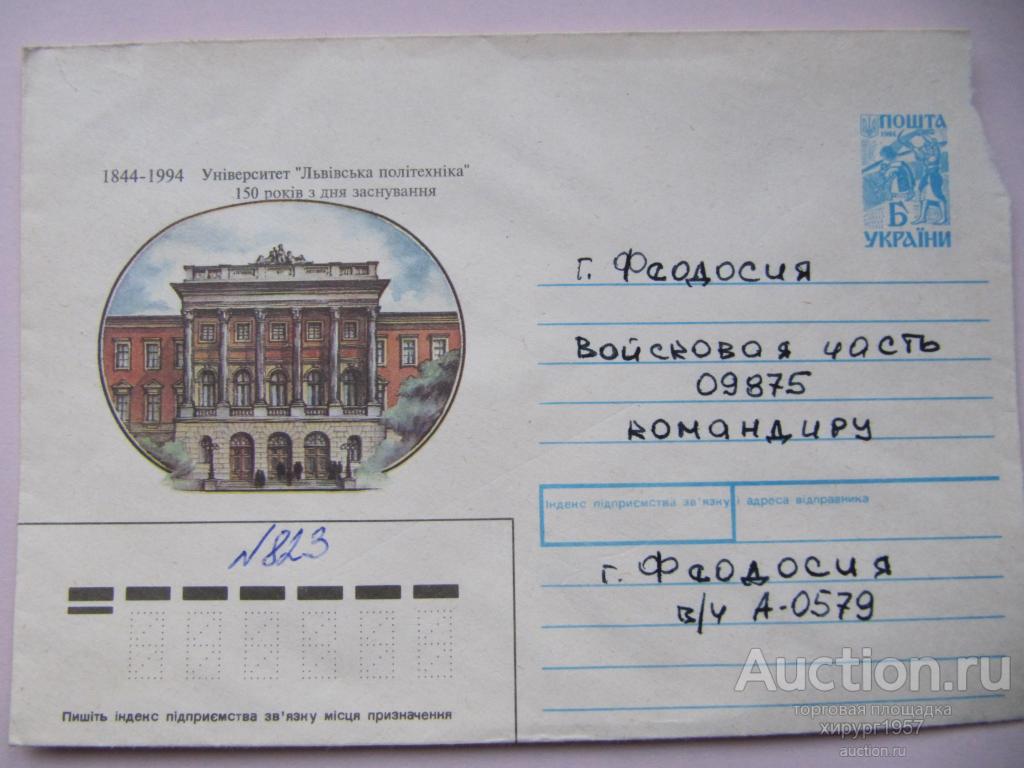 1844-1994 Університет "Львівська політехніка"
150 років з дня заснування
ПОШТА
1994
Б
УКРАЇНИ
г. Феодосия
Войсковая часть
09875
командиру
Індекс підприємства зв'язку і адреса відправника
г. Феодосия
в/ч А-0579
№823
Пишіть індекс підприємства зв'язку місця призначення
Auction.ru
торговая площадка
хирург1957
auction.ru